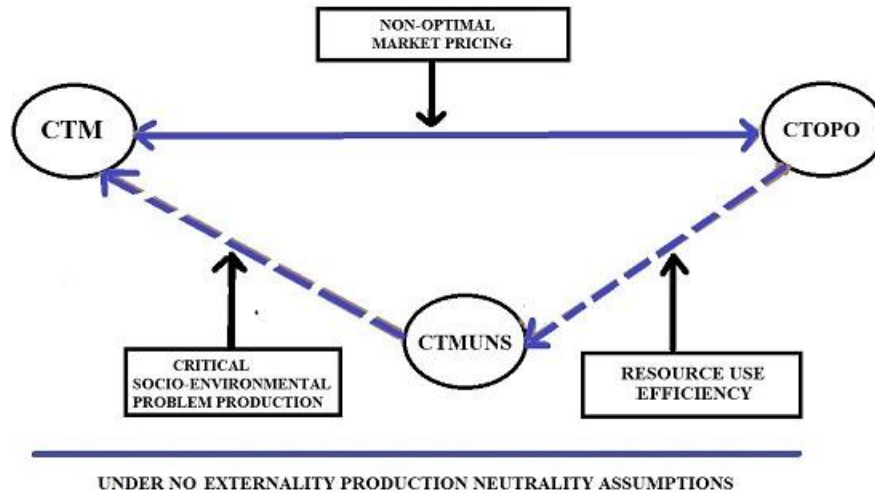 NON-OPTIMAL
MARKET PRICING
CTM
CTOPO
CTMUNS
CRITICAL
SOCIO-ENVIRONMENTAL
PROBLEM PRODUCTION
RESOURCE USE
EFFICIENCY
UNDER NO EXTERNALITY PRODUCTION NEUTRALITY ASSUMPTIONS